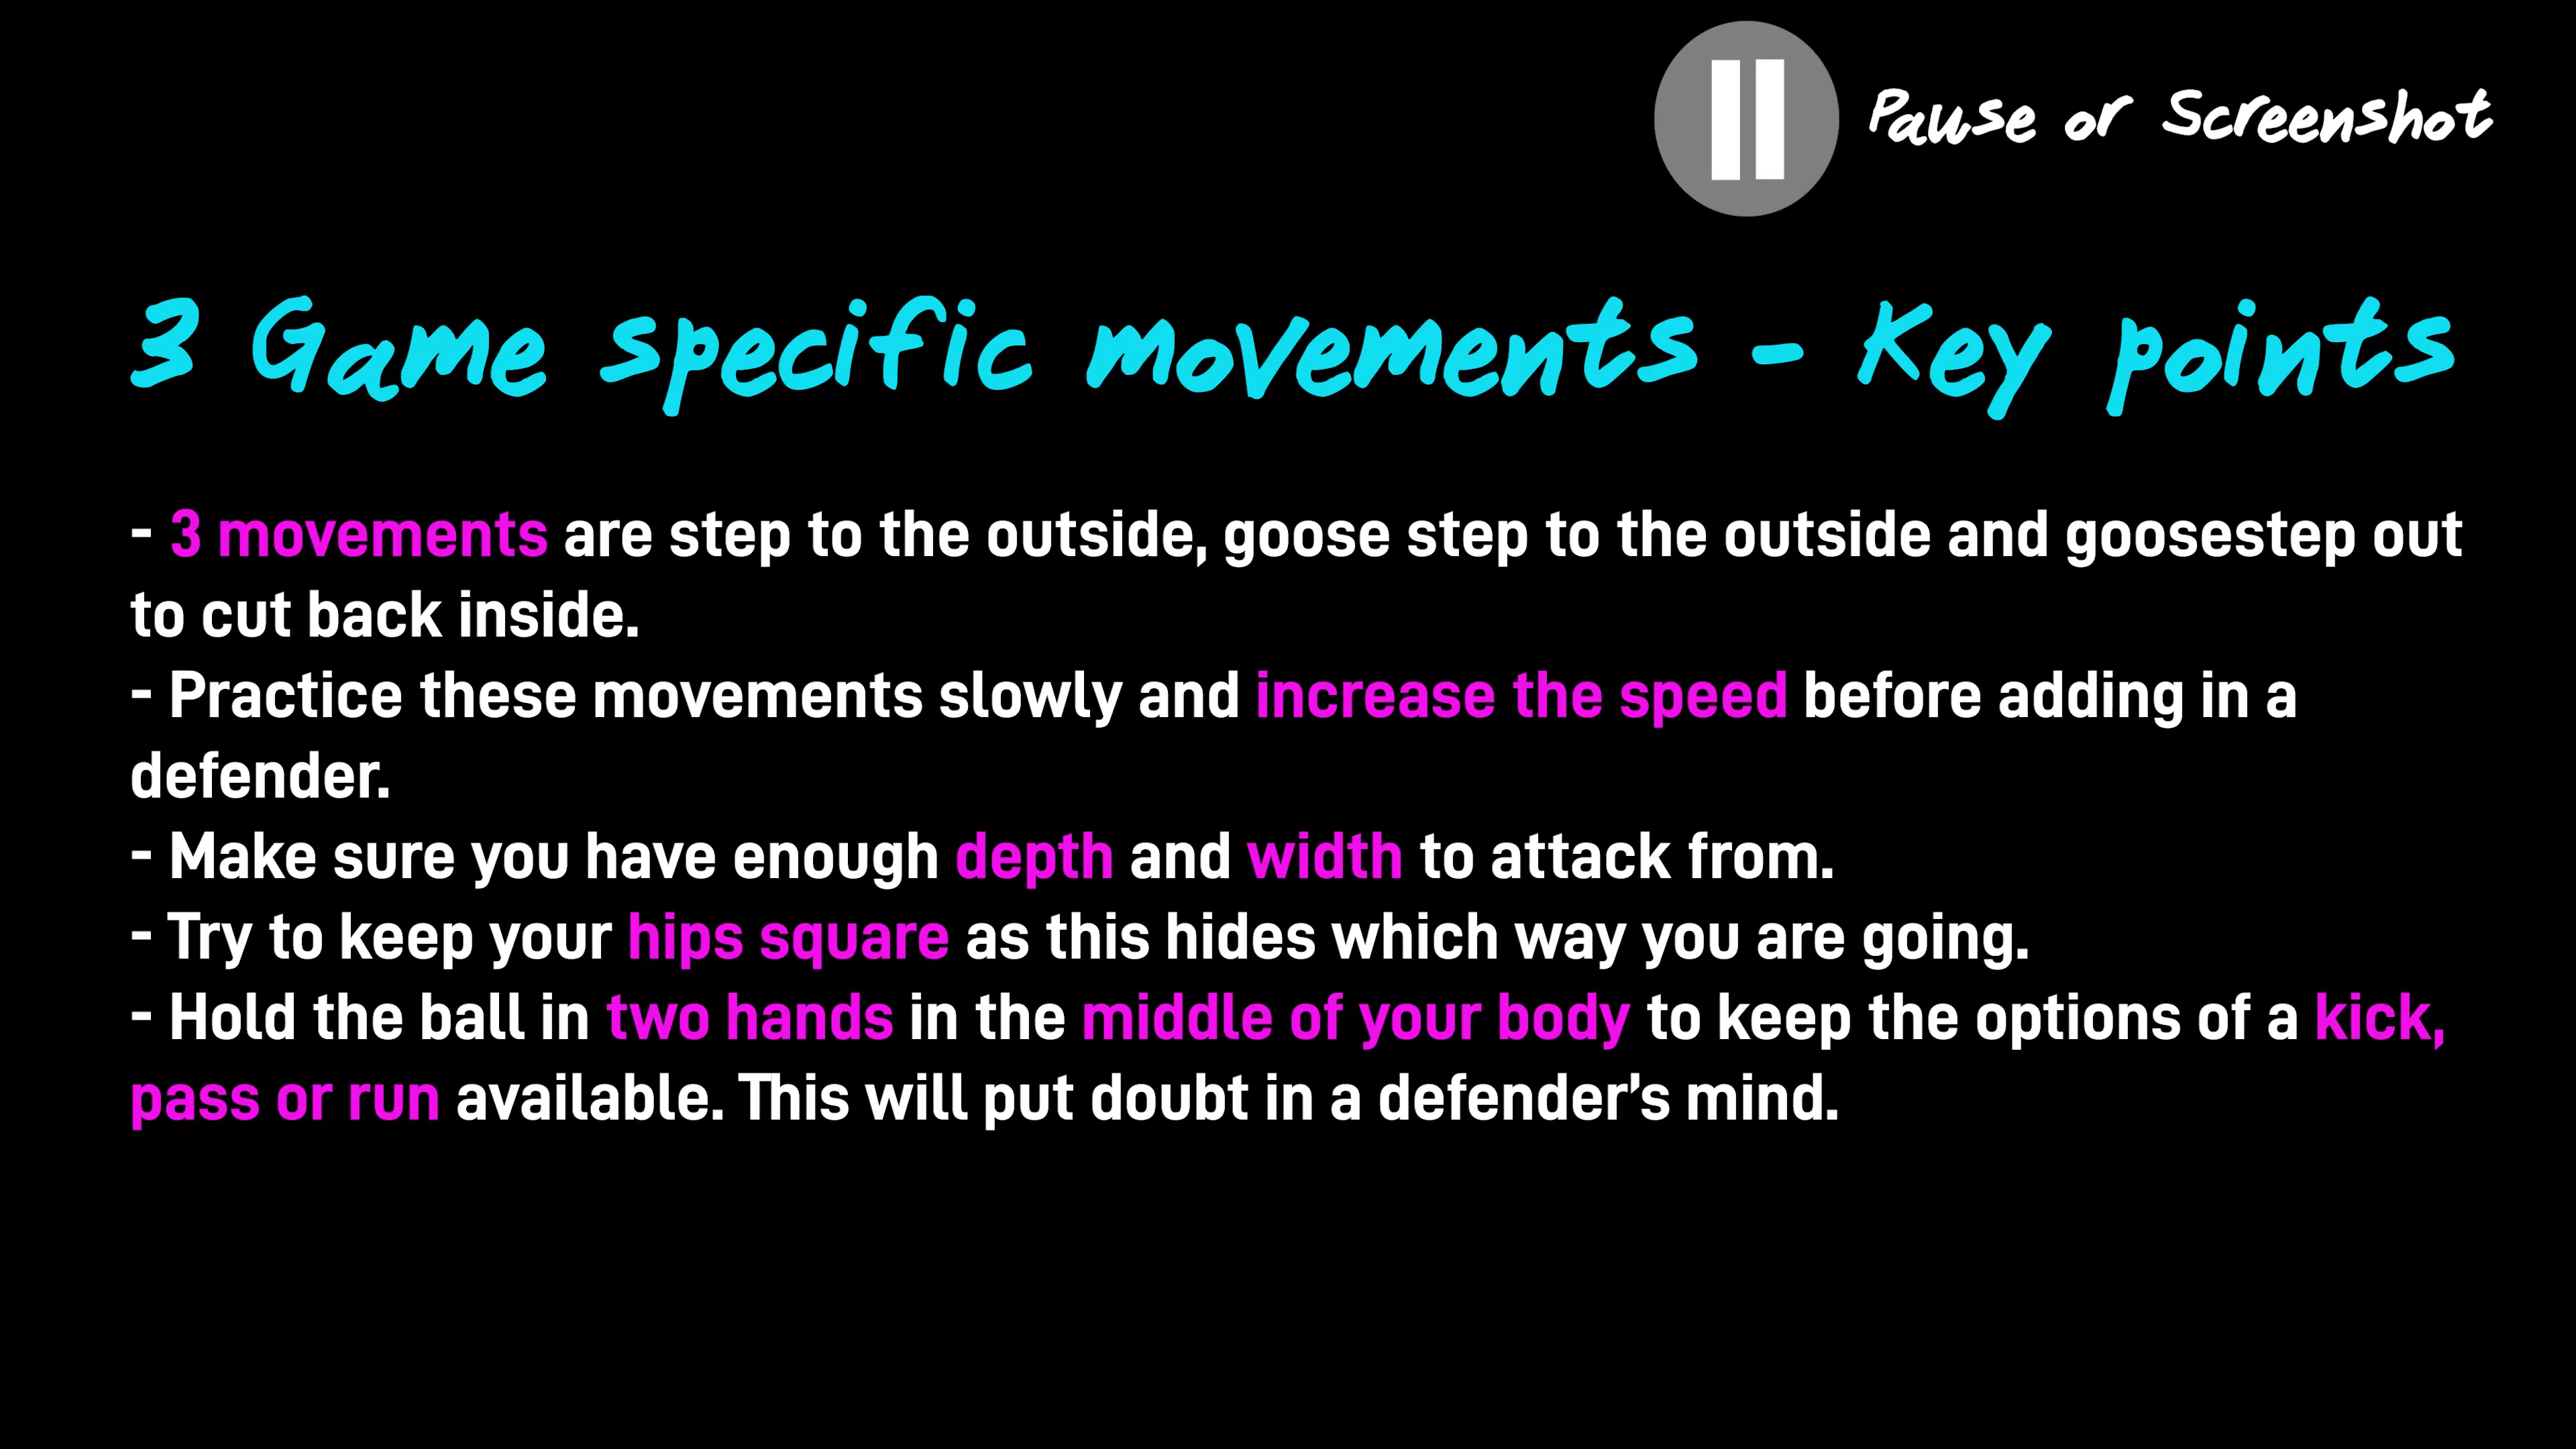 Pause or Screenshot
3 Game specific movements - Key points
- 3 movements are step to the outside, goose step to the outside and goosestep out
to cut back inside.
- Practice these movements slowly and increase the speed before adding in a
defender.
- Make sure you have enough depth and width to attack from.
- Try to keep your hips square as this hides which way you are going.
- Hold the ball in two hands in the middle of your body to keep the options of a kick,
pass or run available. This will put doubt in a defender’s mind.